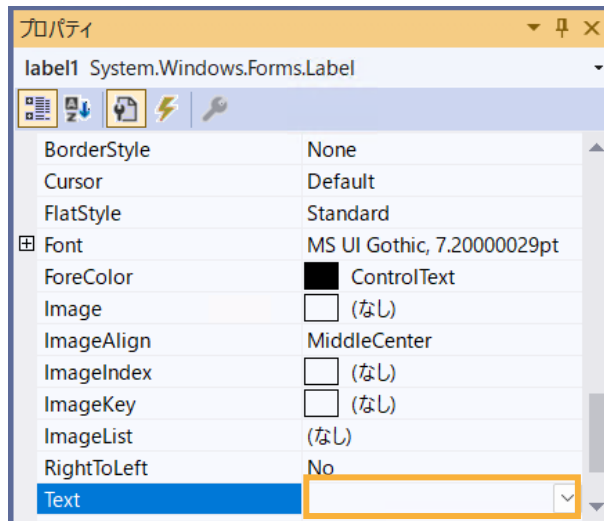 プロパティ
label1 System.Windows.Forms.Label
BorderStyle None
Cursor Default
FlatStyle Standard
Font MS UI Gothic, 7.20000029pt
ForeColor ControlText
Image (なし)
ImageAlign MiddleCenter
ImageIndex (なし)
ImageKey (なし)
ImageList (なし)
RightToLeft No
Text